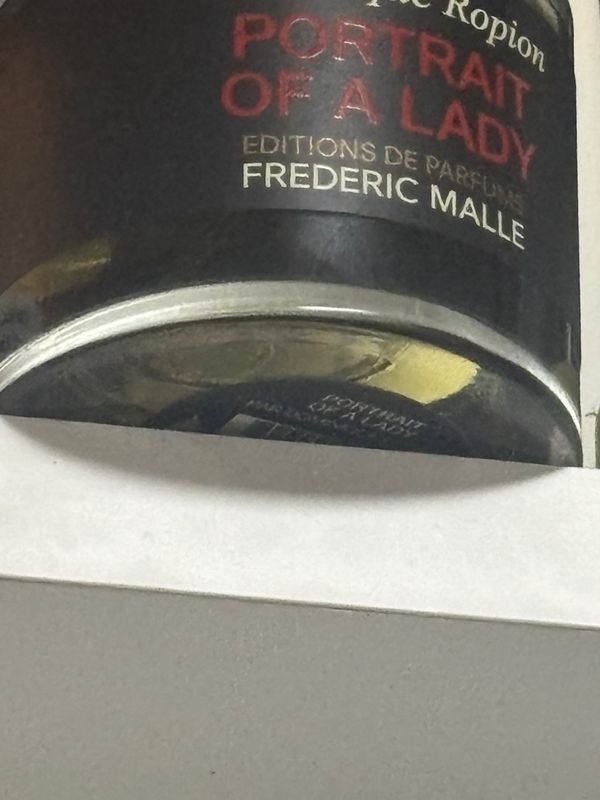 Ropion
PORTRAIT
OF A LADY
EDITIONS DE PARFUMS
FREDERIC MALLE
PORTRAIT
OF A LADY